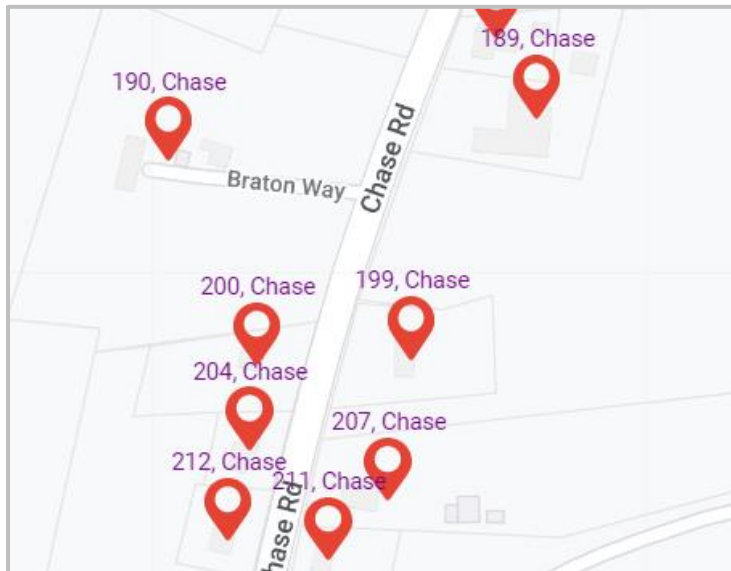 189, Chase
190, Chase
Chase Rd
Braton Way
200, Chase
199, Chase
204, Chase
207, Chase
212, Chase
211, Chase
hase Rd